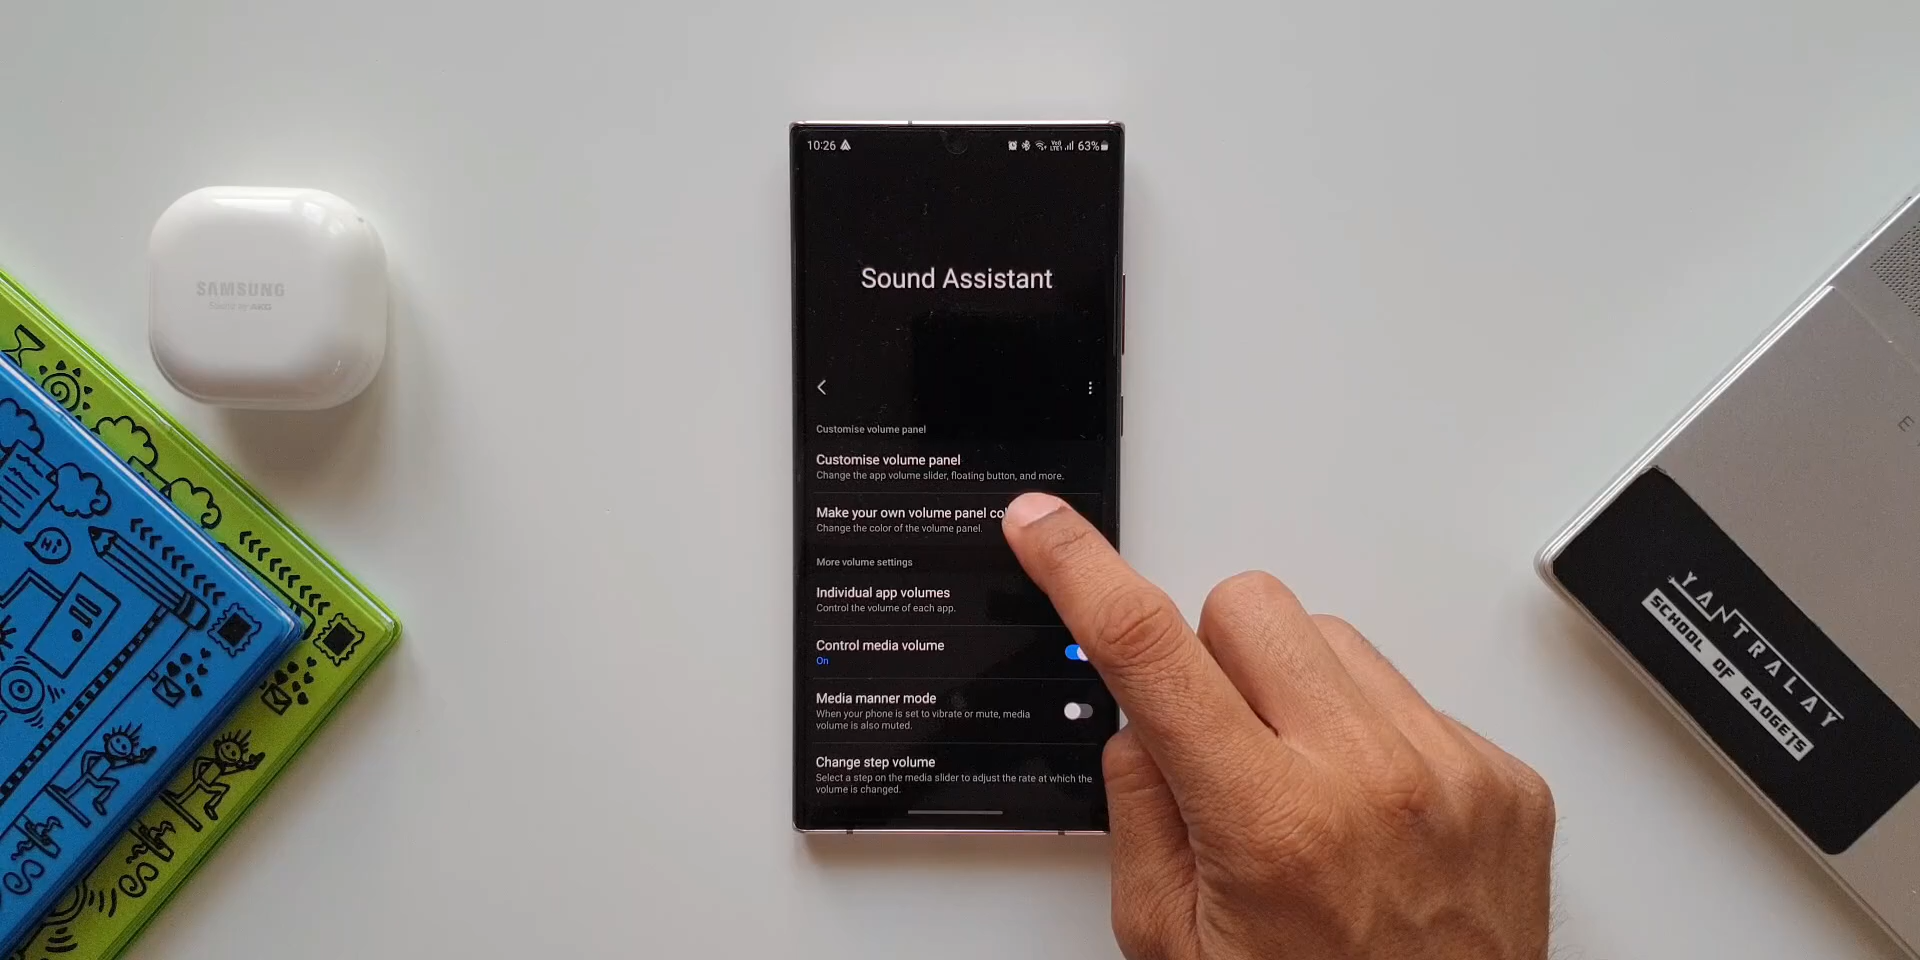 SAMSUNG
Sound by AKG
Hi
10:26
63%
Sound Assistant
Customise volume panel
Customise volume panel
Change the app volume slider, floating button, and more.
Make your own volume panel
Change the color of the volume panel.
More volume settings
Individual app volumes
Control the volume of each app.
Control media volume
On
Media manner mode
When your phone is set to vibrate or mute, media
volume is also muted.
Change step volume
Select a step on the media slider to adjust the rate at which the
volume is changed.
YANTRALAY
SCHOOL OF GADGETS